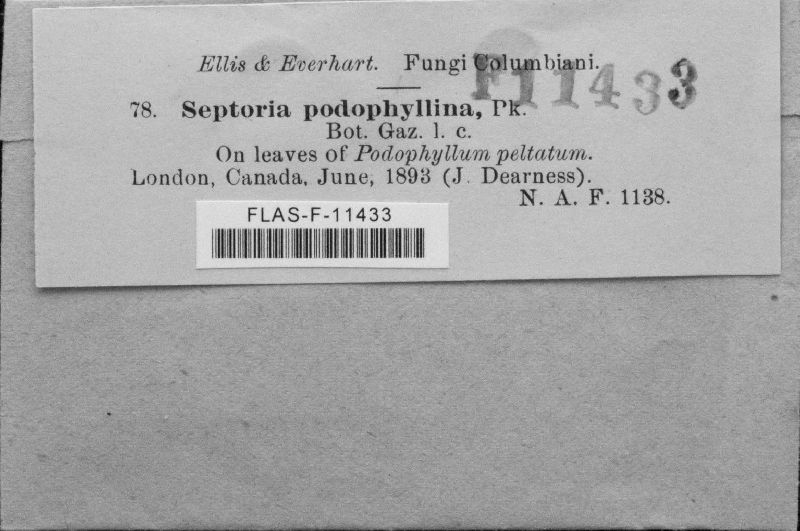 Ellis & Everhart. Fungi Columbiani.
F11433
78. Septoria podophyllina, Pk.
Bot. Gaz. l. c.
On leaves of Podophyllum peltatum.
London, Canada, June, 1893 (J. Dearness).
N. A. F. 1138.
FLAS-F-11433